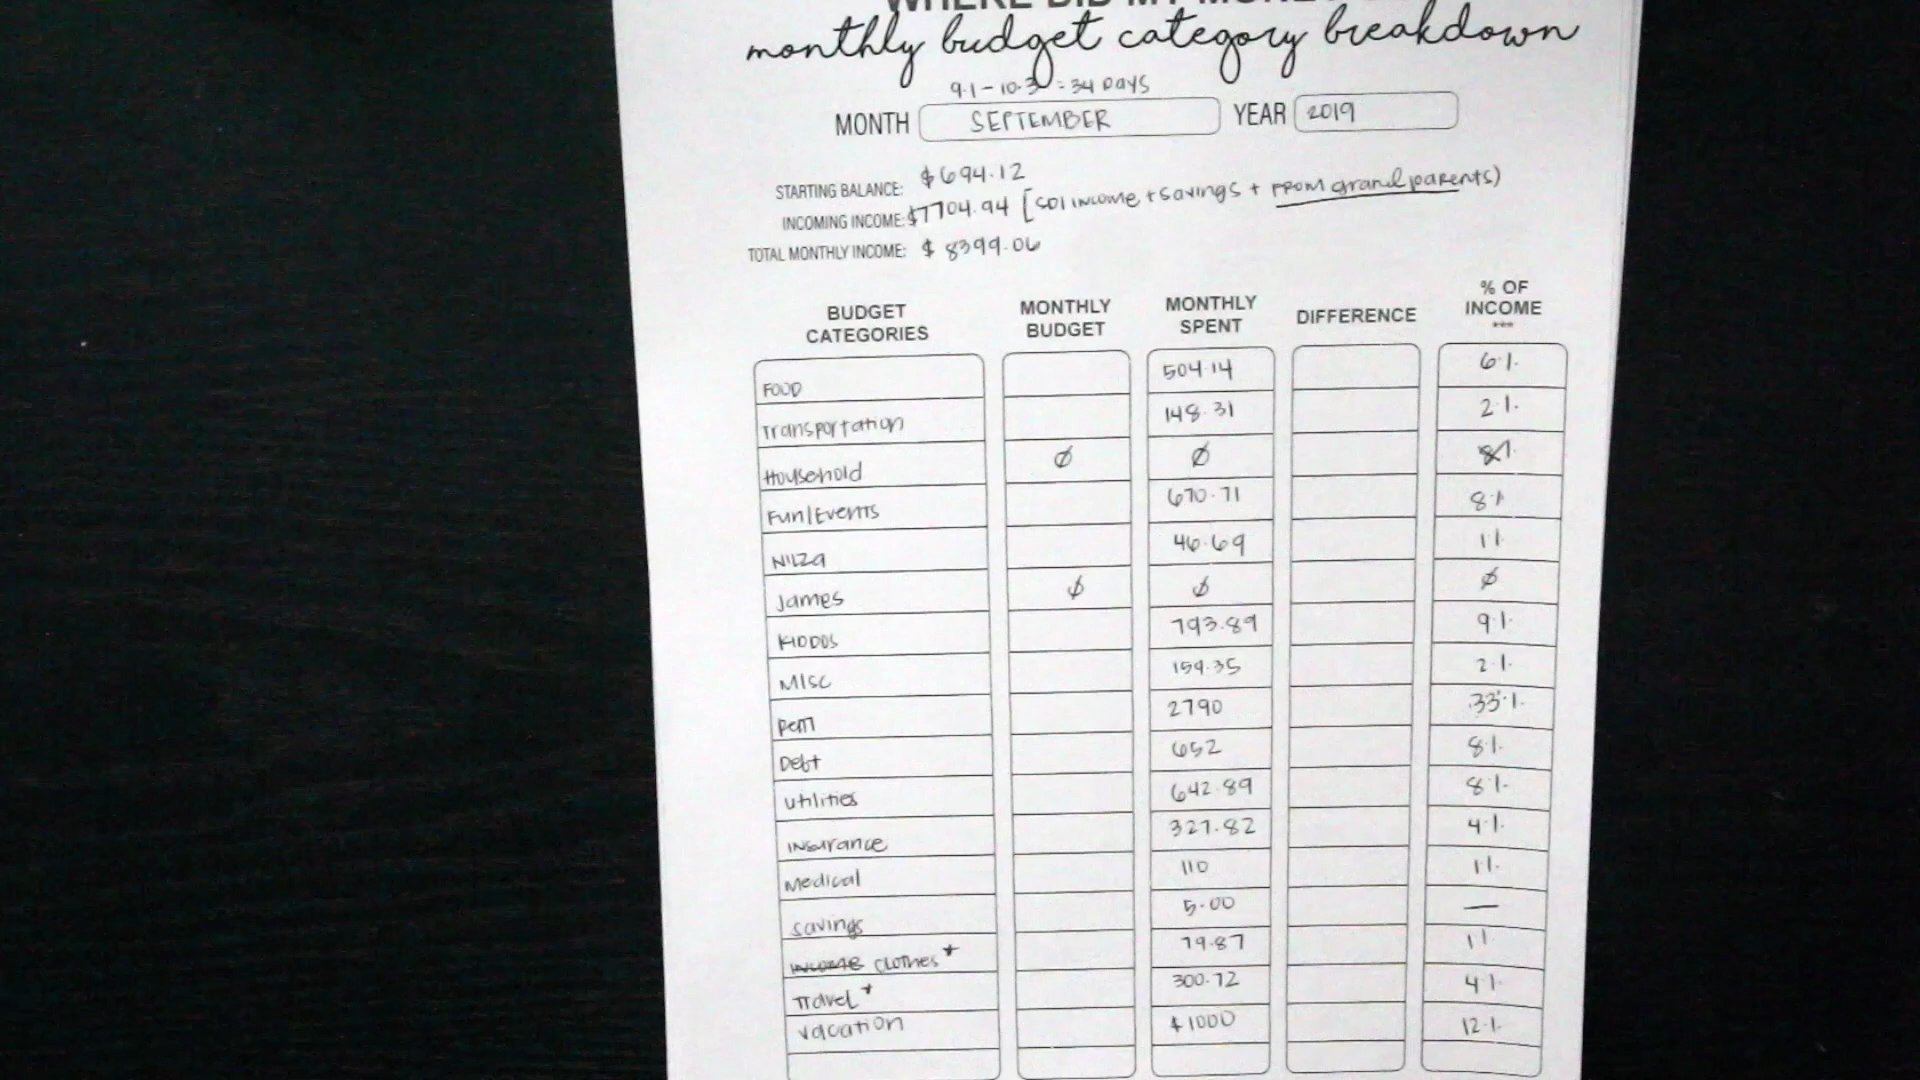 monthly budget category breakdown
9.1-10.3 = 34 DAYS
MONTH SEPTEMBER YEAR 2019
STARTING BALANCE: $694.12
INCOMING INCOME: $7704.94 [SDI INCOME + SAVINGS + FROM grandparents)
TOTAL MONTHLY INCOME: $8399.06
BUDGET CATEGORIES MONTHLY BUDGET MONTHLY SPENT DIFFERENCE % OF INCOME ***
FOOD 504.14 6%
Transportation 148.31 2%
Household Ø Ø
Fun/Events 670.71 8%
NILZA 46.69 1%
James Ø Ø Ø
KIDDOS 793.89 9%
MISC 159.35 2%
Rent 2790 33%
Debt 652 8%
Utilities 642.89 8%
INSURANCE 327.82 4%
Medical 110 1%
Savings 5.00 —
INCOME CLOTHES* 79.87 1%
Travel* 300.72 4%
Vacation $1000 12%